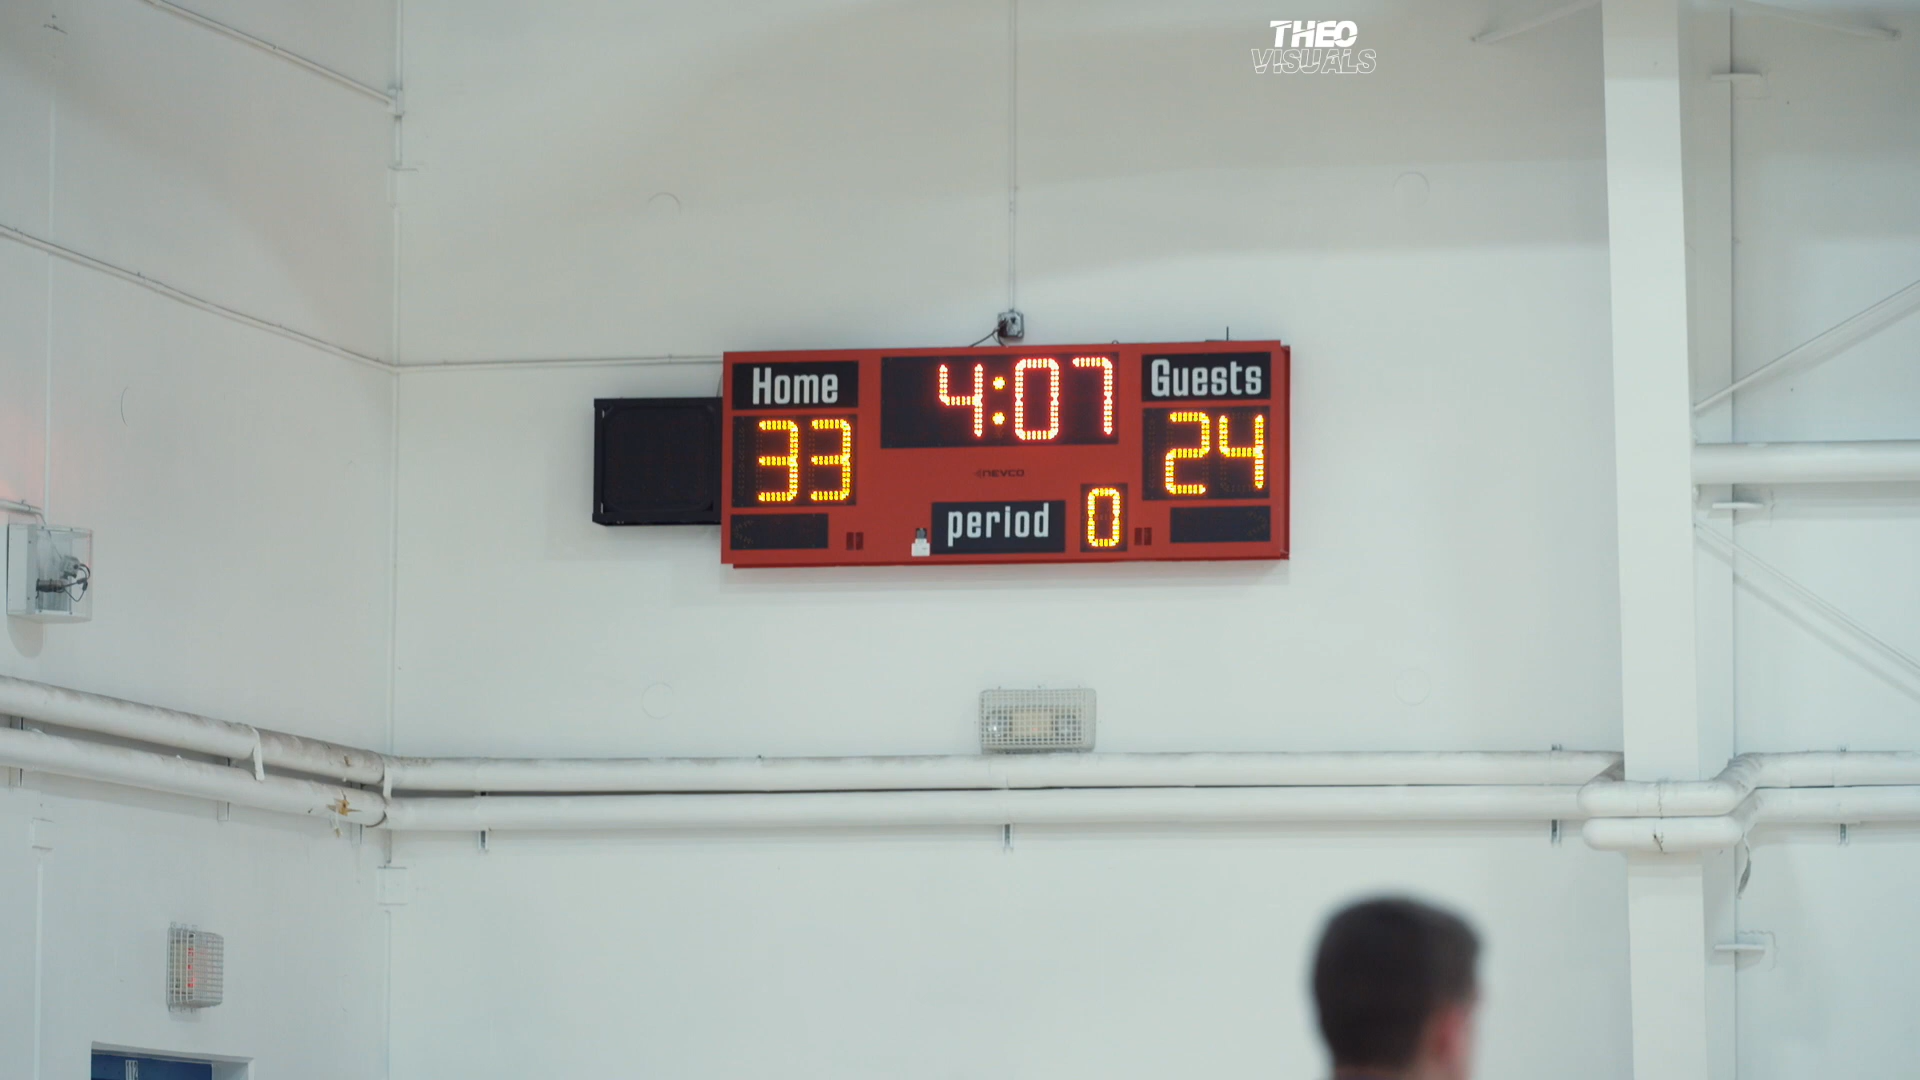 THEO
VISUALS
Home
4:07
Guests
33
24
NEVCO
period
0